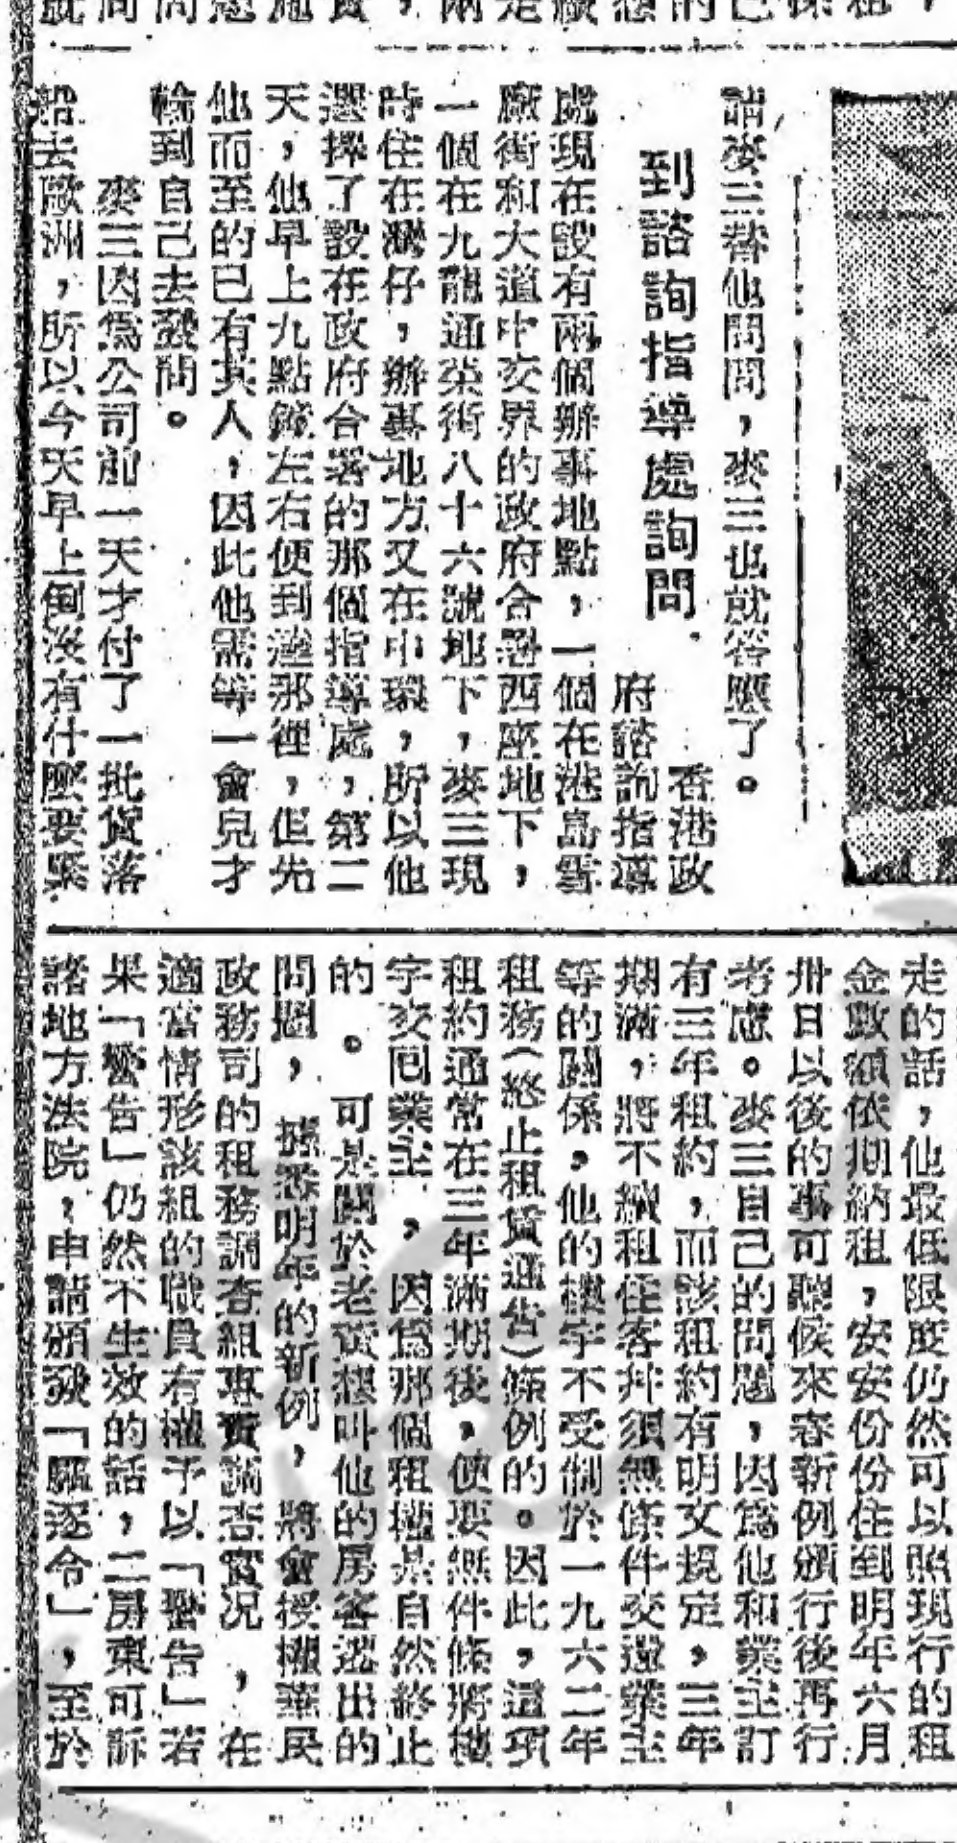 請麥三替他問問，麥三也就答應了。
到諮詢指導處詢問
香港政
府諮詢指導
處現在設有兩個辦事地點，一個在港島雪
廠街和大道中交界的政府合署西座地下，
一個在九龍通菜街八十六號地下，麥三現
時住在灣仔，辦事地方又在中環，所以他
選擇了設在政府合署的那個指導處，第二
天，他早上九點鐘左右便到達那裡，但先
他而至的已有其人，因此他需等一會兒才
輪到自己去發問。
麥三因為公司前一天才付了一批貨落
船去歐洲，所以今天早上倒沒有什麼要緊
走的話，他最低限度仍然可以照現行的租
金數額依期納租，安安份份住到明年六月
卅日以後的事可聽候來春新例頒行後再行
考慮。麥三自己的問題，因為他和業主訂
有三年租約，而該租約有明文規定，三年
期滿，將不續租住客并須無條件交還業主
等的關係，他的樓宇不受制於一九六二年
租務（終止租賃通告）條例的。因此，這項
租約通常在三年滿期後，便要無件條將樓
宇交回業主，因為那個租權是自然終止
的。可是關於老黃想叫他的房客遷出的
問題，據悉明年的新例，將會授權華民
政務司的租務調查組專責調查實況，在
適當情形該組的職員有權予以「警告」若
果「警告」仍然不生效的話，二房東可訴
諸地方法院，申請頒發「驅逐令」，至於